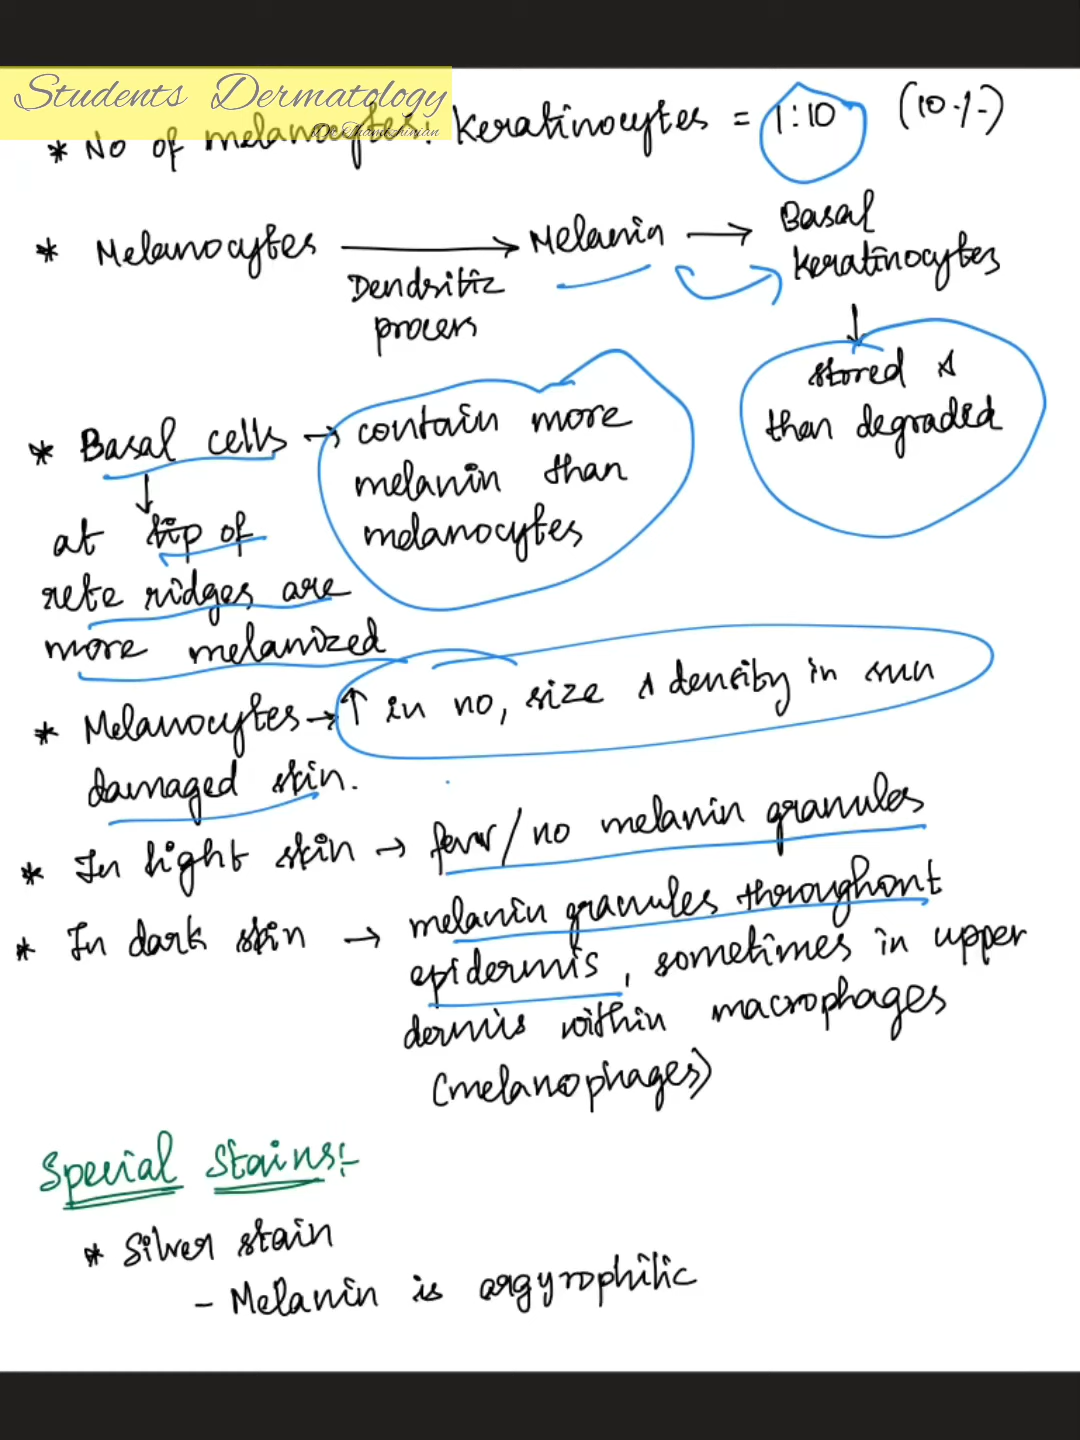 Students Dermatology
Dr Thamizhinian
* No of melanocytes: Keratinocytes = 1:10 (10%)
* Melanocytes → Melanin → Basal
Keratinocytes
Dendritic
process
↓
stored &
then degraded
* Basal cells → contain more
melanin than
melanocytes
↓
at tip of
rete ridges are
more melanized
* Melanocytes → ↑ in no, size & density in sun
damaged skin.
* In light skin → few/no melanin granules
* In dark skin → melanin granules throughout
epidermis, sometimes in upper
dermis within macrophages
(melanophages)
Special Stains:-
* Silver stain
- Melanin is argyrophilic